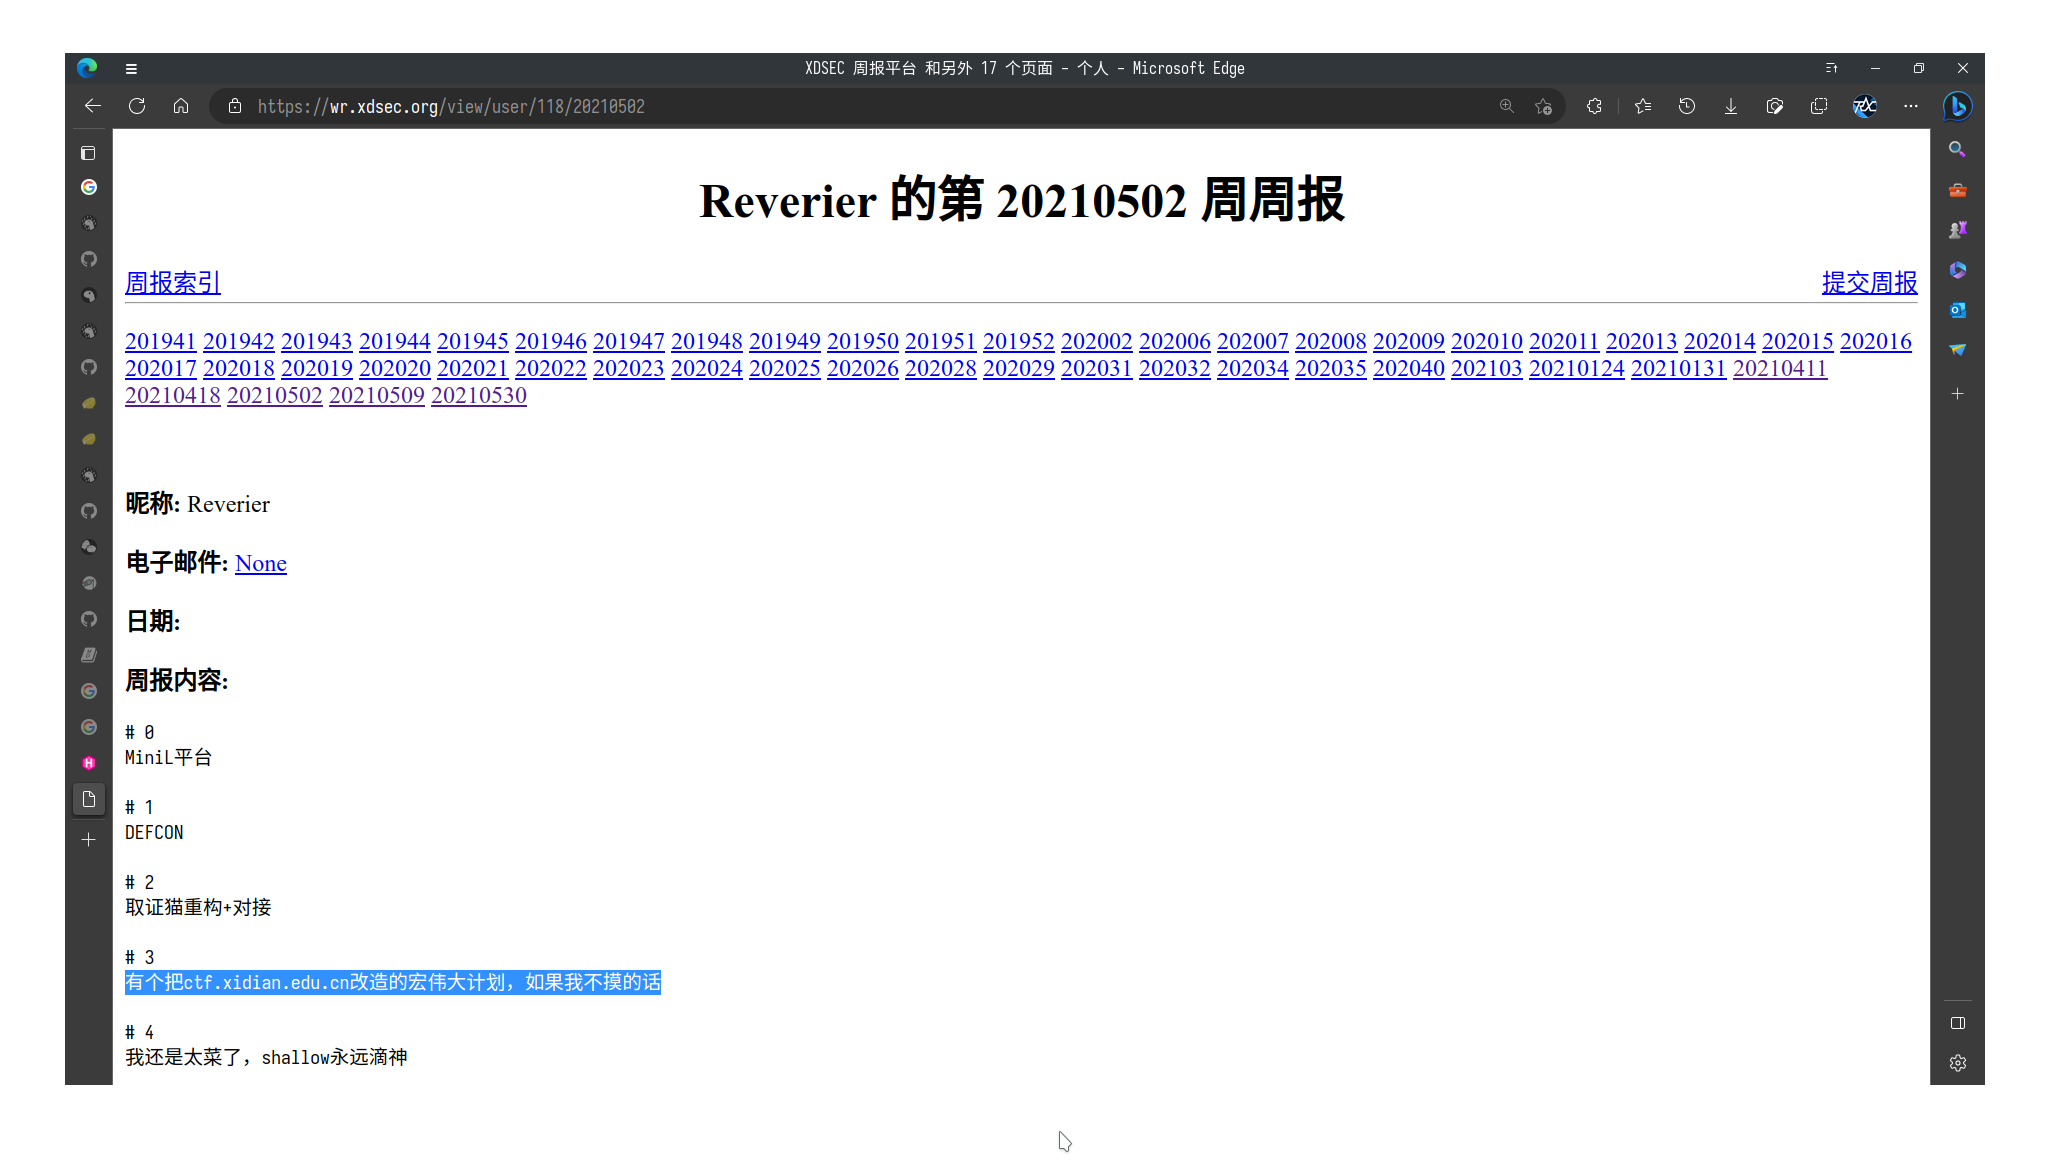 XDSEC 周报平台 和另外 17 个页面 - 个人 - Microsoft Edge
https://wr.xdsec.org/view/user/118/20210502
Reverier 的第 20210502 周周报
周报索引 提交周报
201941 201942 201943 201944 201945 201946 201947 201948 201949 201950 201951 201952 202002 202006 202007 202008 202009 202010 202011 202013 202014 202015 202016
202017 202018 202019 202020 202021 202022 202023 202024 202025 202026 202028 202029 202031 202032 202034 202035 202040 202103 20210124 20210131 20210411
20210418 20210502 20210509 20210530
昵称: Reverier
电子邮件: None
日期:
周报内容:
# 0
MiniL平台
# 1
DEFCON
# 2
取证猫重构+对接
# 3
有个把ctf.xidian.edu.cn改造的宏伟大计划，如果我不摸的话
# 4
我还是太菜了，shallow永远滴神